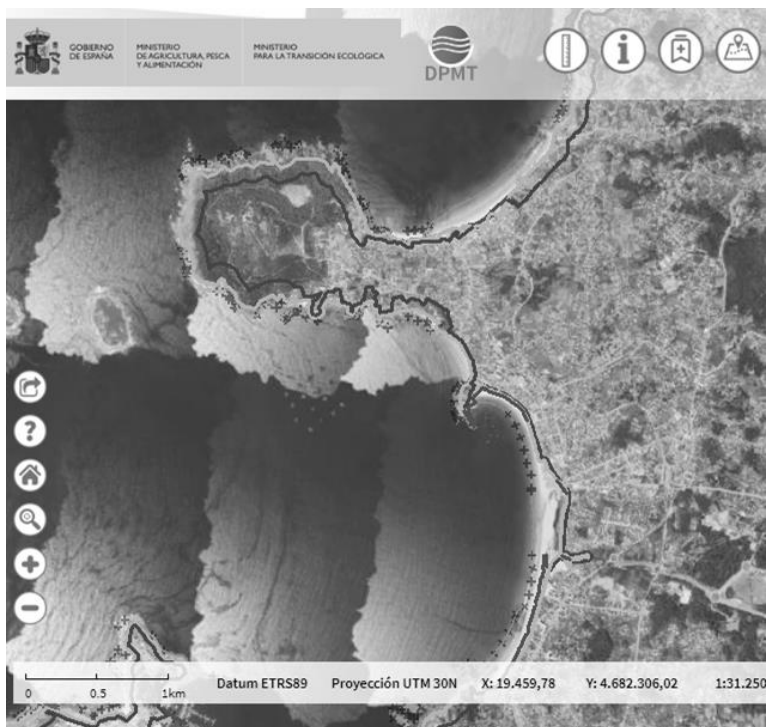 GOBIERNO
DE ESPAÑA
MINISTERIO
DE AGRICULTURA, PESCA
Y ALIMENTACIÓN
MINISTERIO
PARA LA TRANSICIÓN ECOLÓGICA
DPMT
0 0.5 1km
Datum ETRS89 Proyección UTM 30N X: 19.459,78 Y: 4.682.306,02 1:31.250